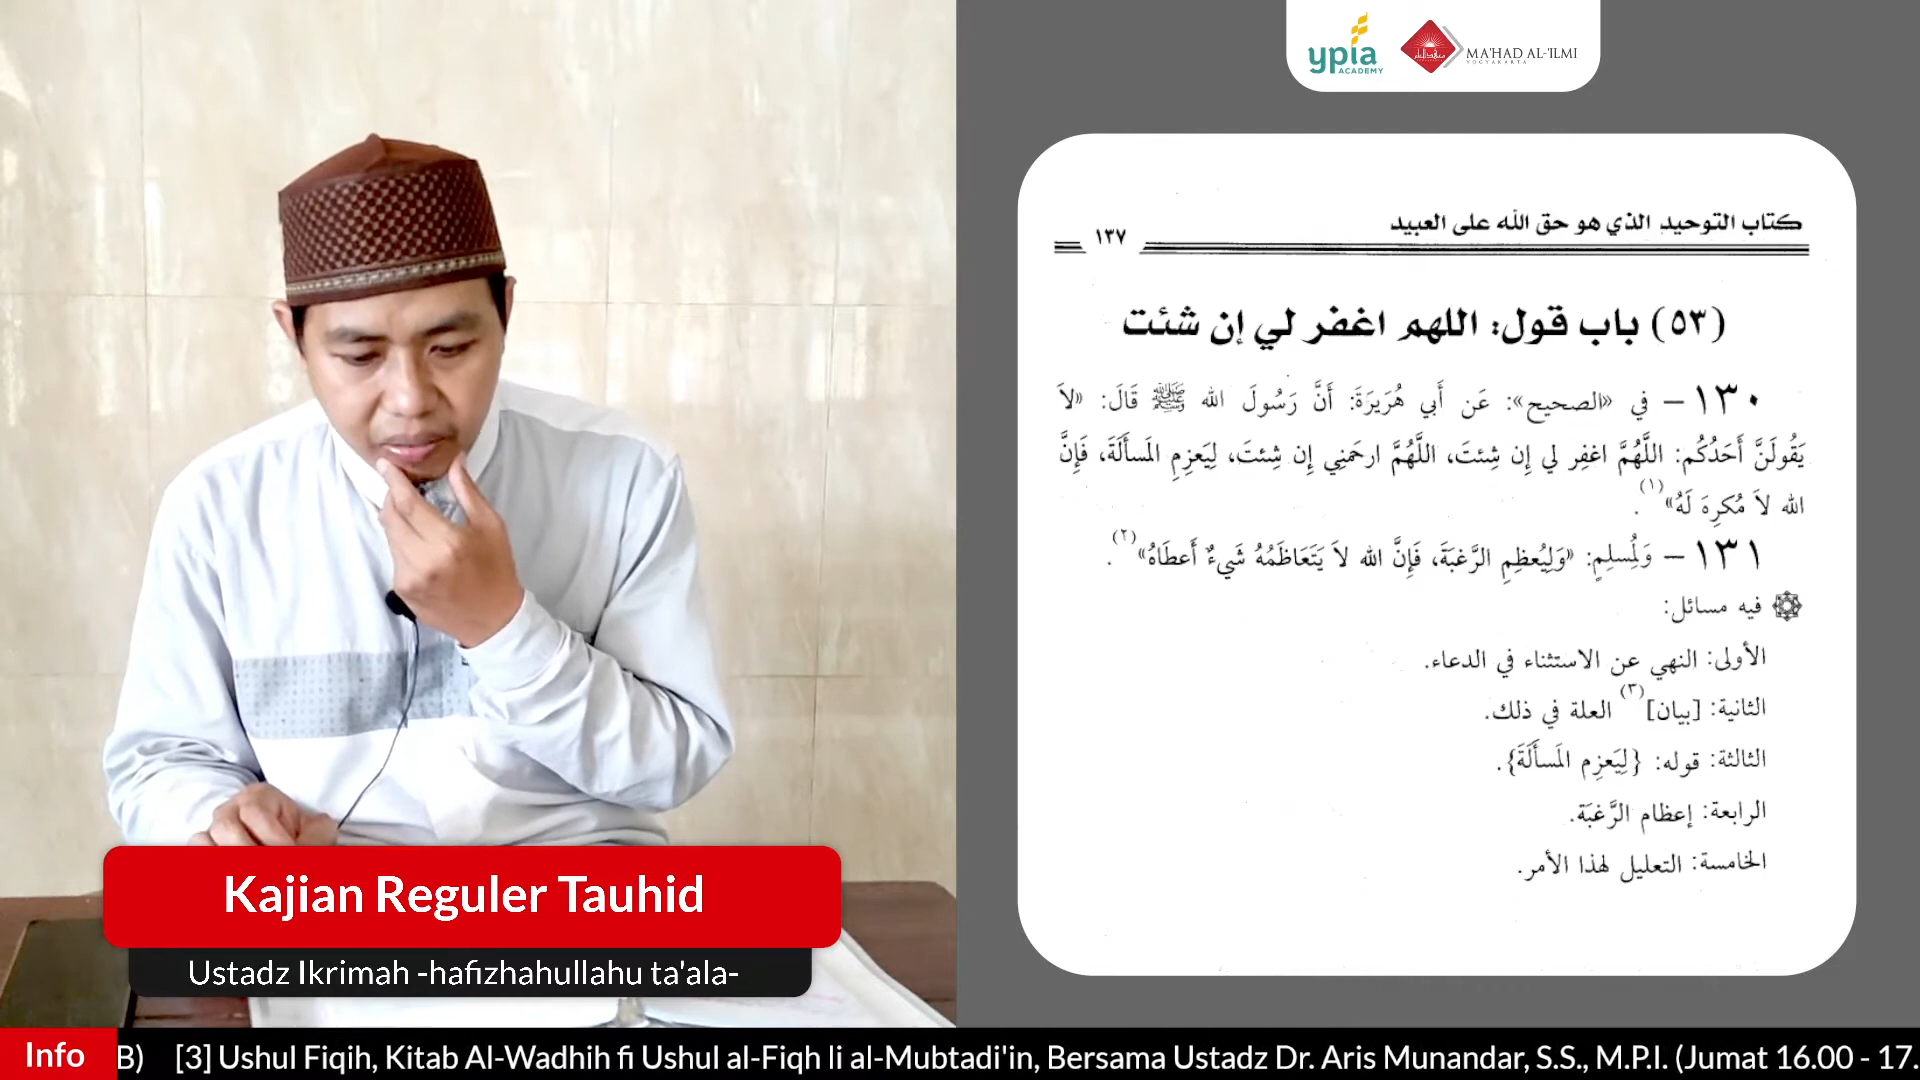 ypia
ACADEMY
MA'HAD AL-'ILMI
YOGYAKARTA
كتاب التوحيد الذي هو حق الله على العبيد
١٣٧
(٥٣) باب قول: اللهم اغفر لي إن شئت
١٣٠ – في «الصحيح»: عَن أَبي هُرَيرَةَ: أَنَّ رَسُولَ الله ﷺ قَالَ: «لاَ
يَقُولَنَّ أَحَدُكُم: اللَّهُمَّ اغفِر لي إِن شِئتَ، اللَّهُمَّ ارحَمنِي إِن شِئتَ، لِيَعزِمِ المَسأَلَةَ، فَإِنَّ
الله لاَ مُكرِهَ لَهُ»(١).
١٣١ – وَلِمُسلِمٍ: «وَلِيُعظِمِ الرَّغبَةَ، فَإِنَّ الله لاَ يَتَعَاظَمُهُ شَيءٌ أَعطَاهُ»(٢).
فيه مسائل:
الأولى: النهي عن الاستثناء في الدعاء.
الثانية: [بيان](٣) العلة في ذلك.
الثالثة: قوله: {لِيَعزِم المَسأَلَةَ}.
الرابعة: إعظام الرَّغبَة.
الخامسة: التعليل لهذا الأمر.
Kajian Reguler Tauhid
Ustadz Ikrimah -hafizhahullahu ta'ala-
Info B) [3] Ushul Fiqih, Kitab Al-Wadhih fi Ushul al-Fiqh li al-Mubtadi'in, Bersama Ustadz Dr. Aris Munandar, S.S., M.P.I. (Jumat 16.00 - 17.